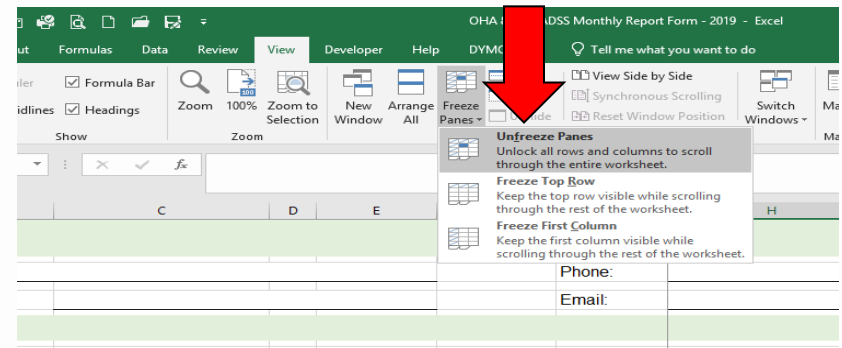 OHA & ADSS Monthly Report Form - 2019 - Excel
ut Formulas Data Review View Developer Help DYMO Tell me what you want to do
ler Formula Bar
idlines Headings
Show
Zoom 100% Zoom to Selection
Zoom
New Window
Arrange All
Freeze Panes
View Side by Side
Synchronous Scrolling
Reset Window Position
Switch Windows
Ma
Ma
Unfreeze Panes
Unlock all rows and columns to scroll
through the entire worksheet.
Freeze Top Row
Keep the top row visible while scrolling
through the rest of the worksheet.
Freeze First Column
Keep the first column visible while
scrolling through the rest of the worksheet.
fx
C D E H
Phone:
Email: